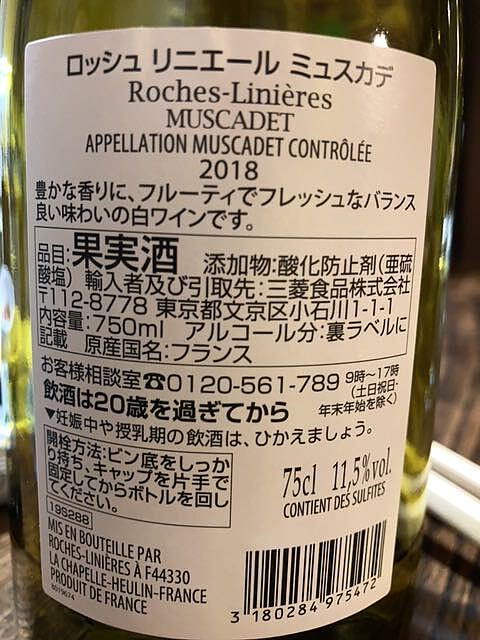 ロッシュ リニエール ミュスカデ
Roches-Linières
MUSCADET
APPELLATION MUSCADET CONTRÔLÉE
2018
豊かな香りに、フルーティでフレッシュなバランス
良い味わいの白ワインです。
品目:果実酒 添加物:酸化防止剤(亜硫
酸塩) 輸入者及び引取先:三菱食品株式会社
〒112-8778 東京都文京区小石川1-1-1
内容量:750ml アルコール分:裏ラベルに
記載 原産国名:フランス
お客様相談室☎0120-561-789 9時〜17時
(土日祝日・
年末年始を除く)
飲酒は20歳を過ぎてから
▼妊娠中や授乳期の飲酒は、ひかえましょう。
開栓方法:ビン底をしっか
り持ち、キャップを片手で
固定してからボトルを回し
てください。
19S288
75cl 11,5%vol.
CONTIENT DES SULFITES
MIS EN BOUTEILLE PAR
ROCHES-LINIÈRES À F44330
LA CHAPELLE-HEULIN-FRANCE
PRODUIT DE FRANCE
8019674
3 180284 975472